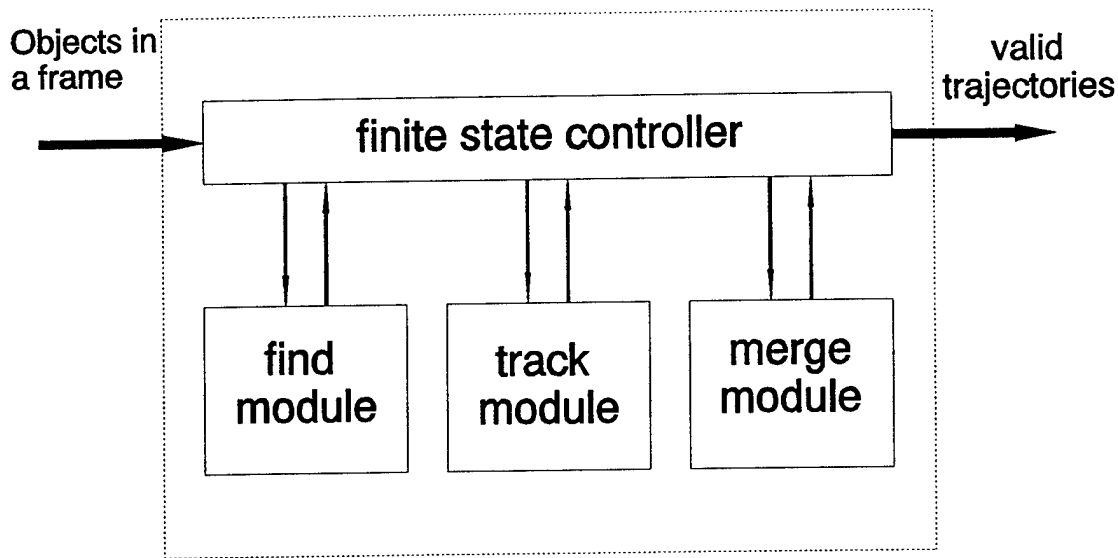 Objects in
a frame
valid
trajectories
finite state controller
find
module
track
module
merge
module